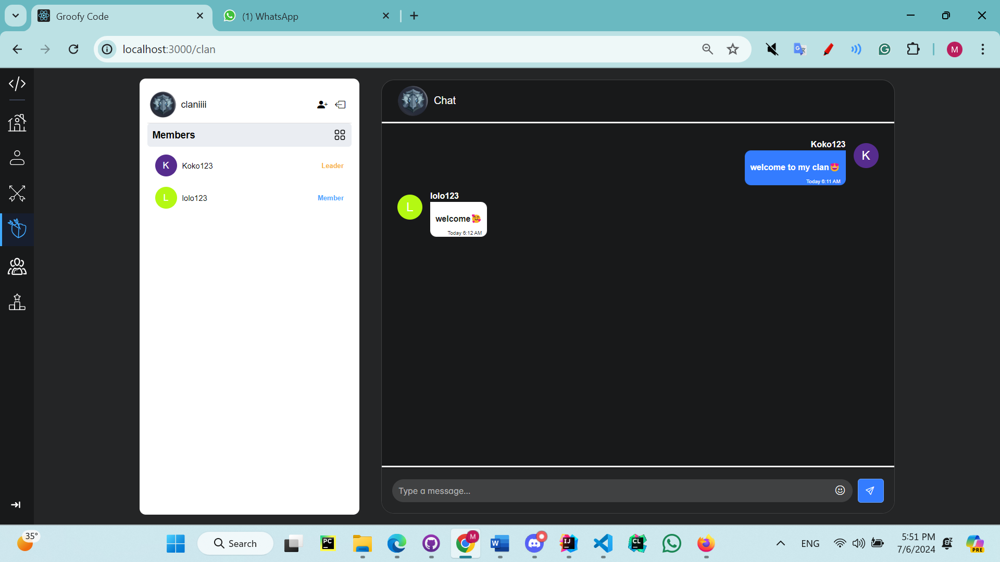 Groofy Code
(1) WhatsApp
localhost:3000/clan
M
claniiii
Chat
Members
K Koko123 Leader
L lolo123 Member
Koko123
K
welcome to my clan😍
Today 6:11 AM
lolo123
L
welcome🥰
Today 6:12 AM
Type a message...
35°
Search
PC
M
W
IJ
CL
ENG
5:51 PM
7/6/2024
PRE